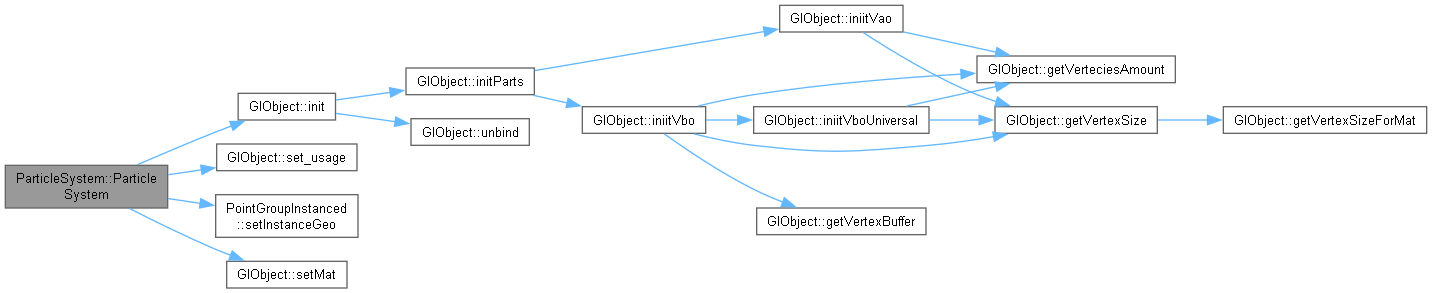 ParticleSystem::Particle
System
GlObject::init
GlObject::set_usage
PointGroupInstanced
::setInstanceGeo
GlObject::setMat
GlObject::initParts
GlObject::unbind
GlObject::iniitVao
GlObject::iniitVbo
GlObject::iniitVboUniversal
GlObject::getVertexBuffer
GlObject::getVerteciesAmount
GlObject::getVertexSize
GlObject::getVertexSizeForMat